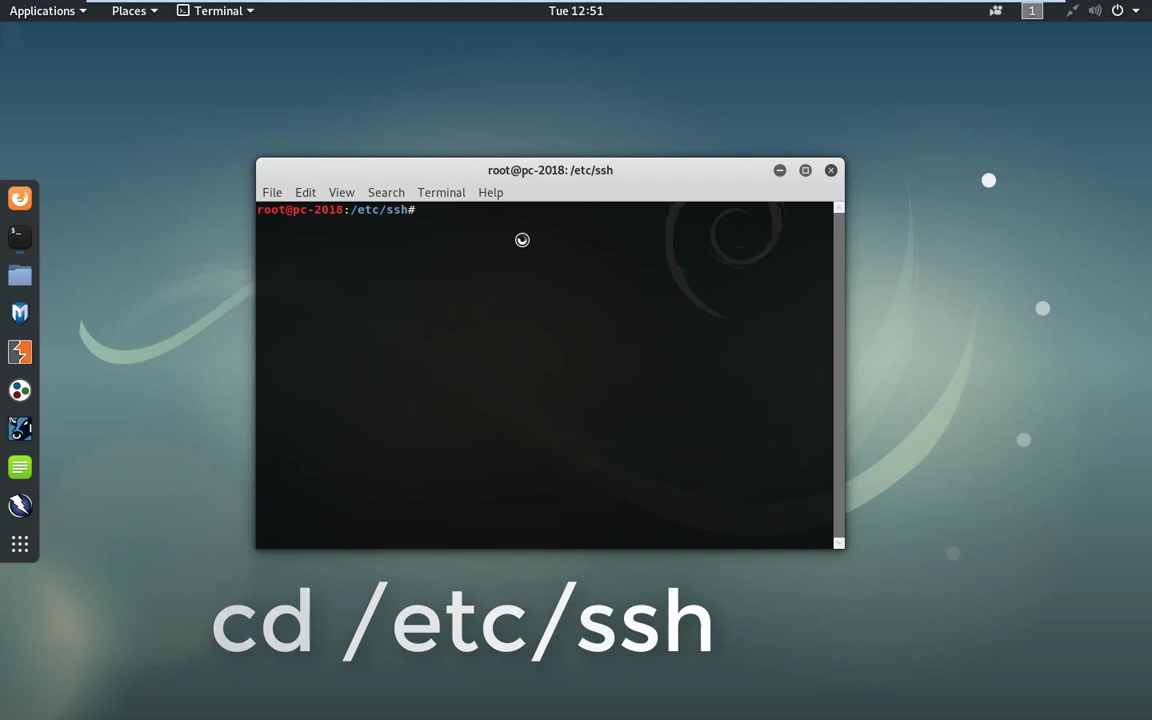 Applications Places Terminal Tue 12:51 1
root@pc-2018: /etc/ssh
File Edit View Search Terminal Help
root@pc-2018:/etc/ssh#
cd /etc/ssh